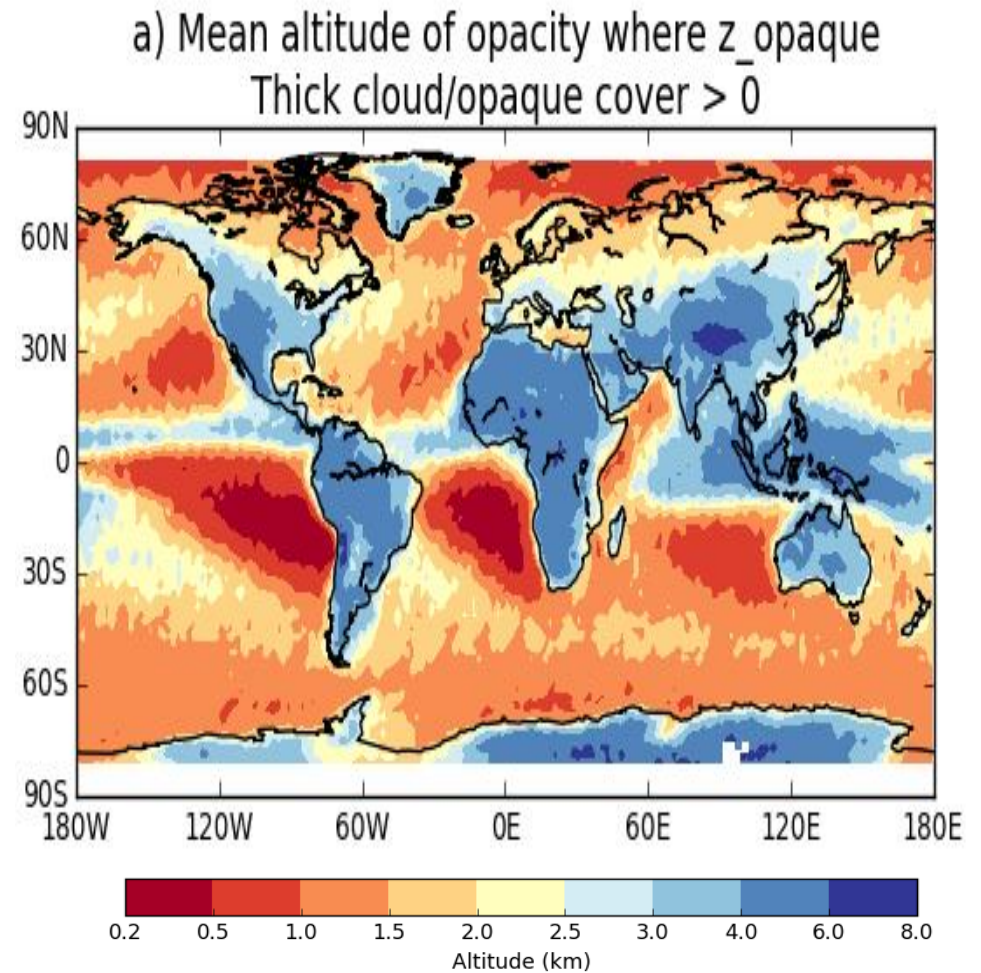 a) Mean altitude of opacity where z_opaque
Thick cloud/opaque cover > 0
90N
60N
30N
0
30S
60S
90S
180W 120W 60W 0E 60E 120E 180E
0.2 0.5 1.0 1.5 2.0 2.5 3.0 4.0 6.0 8.0
Altitude (km)